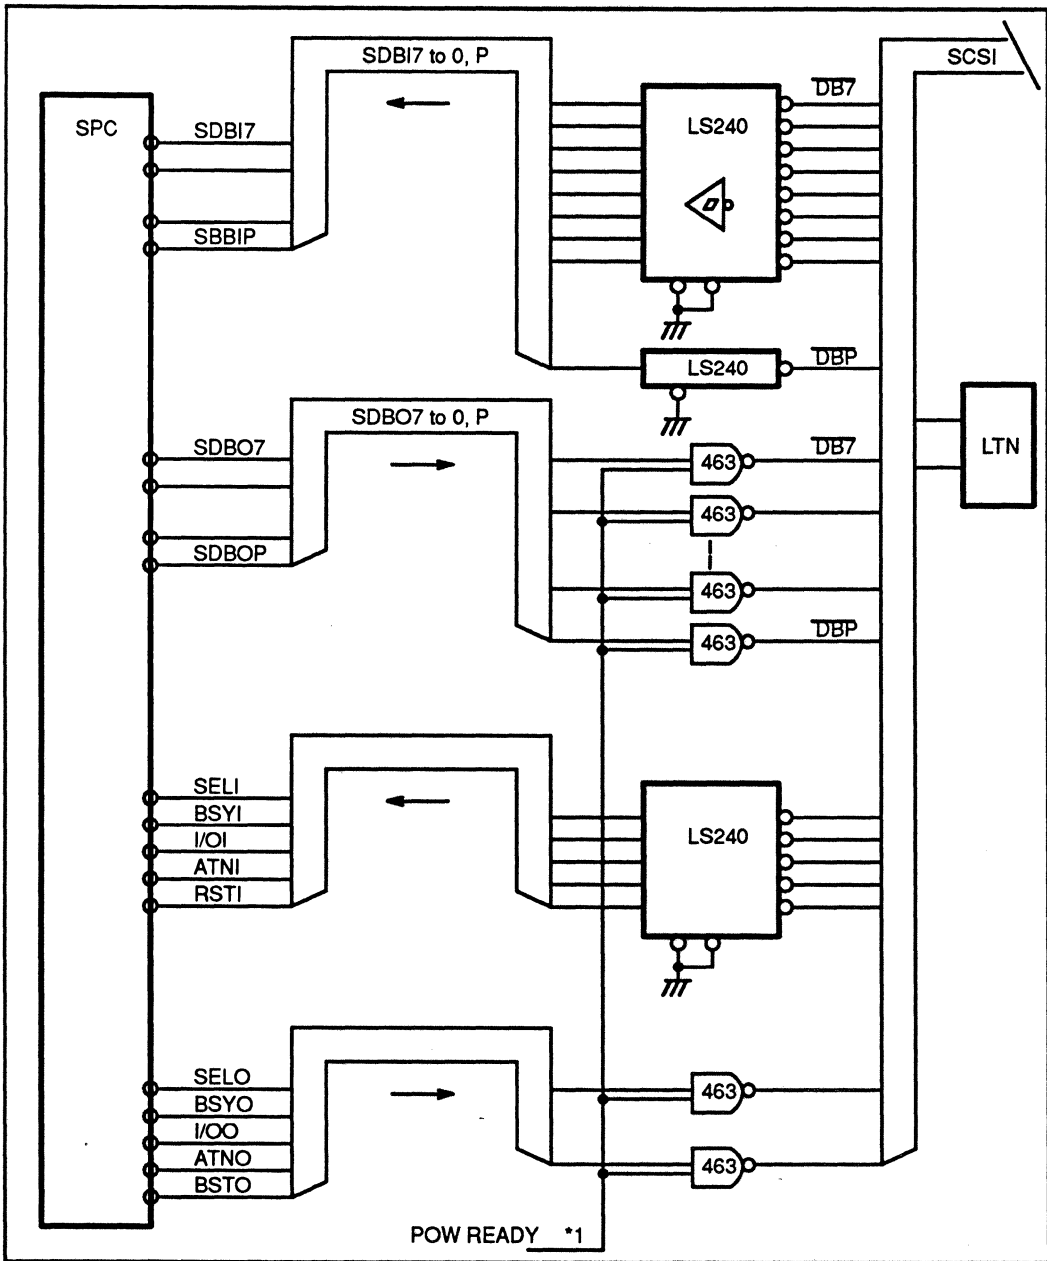 SDBI7 to 0, P
SCSI
DB7
SPC
SDBI7
LS240
SBBIP
LS240
DBP
SDBO7 to 0, P
SDBO7
463
DB7
LTN
463
SDBOP
463
463
DBP
SELI
BSYI
I/OI
ATNI
RSTI
LS240
SELO
BSYO
I/OO
ATNO
BSTO
463
463
POW READY *1